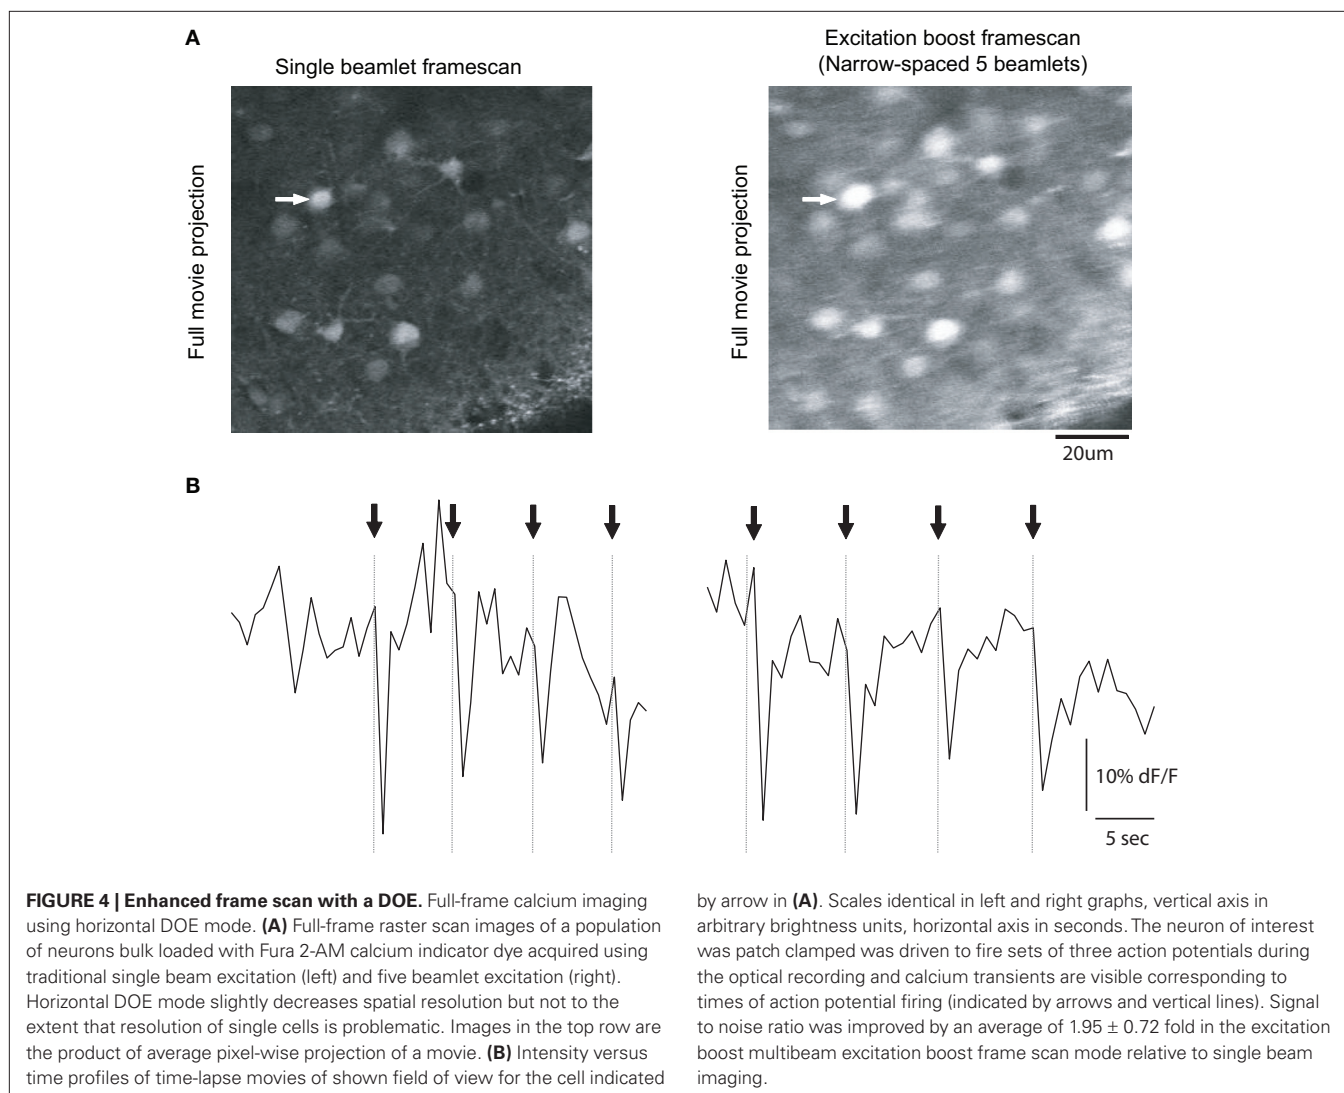 A
Single beamlet framescan
Excitation boost framescan
(Narrow-spaced 5 beamlets)
Full movie projection
Full movie projection
20um
B
10% dF/F
5 sec
FIGURE 4 | Enhanced frame scan with a DOE. Full-frame calcium imaging
using horizontal DOE mode. (A) Full-frame raster scan images of a population
of neurons bulk loaded with Fura 2-AM calcium indicator dye acquired using
traditional single beam excitation (left) and five beamlet excitation (right).
Horizontal DOE mode slightly decreases spatial resolution but not to the
extent that resolution of single cells is problematic. Images in the top row are
the product of average pixel-wise projection of a movie. (B) Intensity versus
time profiles of time-lapse movies of shown field of view for the cell indicated
by arrow in (A). Scales identical in left and right graphs, vertical axis in
arbitrary brightness units, horizontal axis in seconds. The neuron of interest
was patch clamped was driven to fire sets of three action potentials during
the optical recording and calcium transients are visible corresponding to
times of action potential firing (indicated by arrows and vertical lines). Signal
to noise ratio was improved by an average of 1.95 ± 0.72 fold in the excitation
boost multibeam excitation boost frame scan mode relative to single beam
imaging.